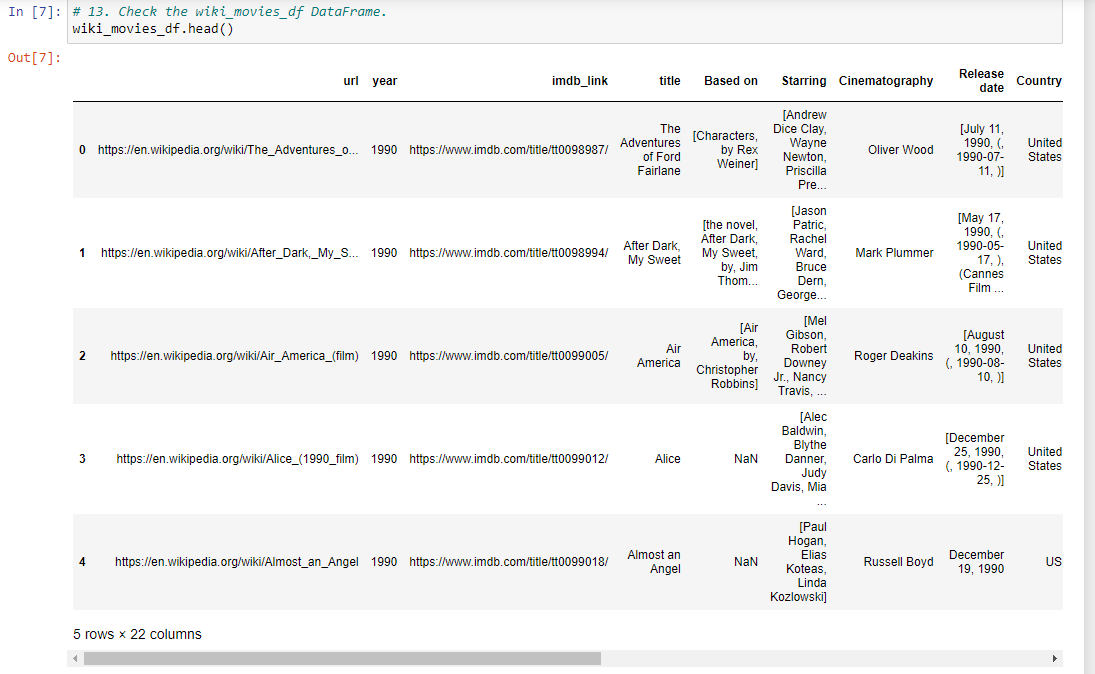 In [7]: # 13. Check the wiki_movies_df DataFrame.
wiki_movies_df.head()
Out[7]:
url year imdb_link title Based on Starring Cinematography Release date Country
0 https://en.wikipedia.org/wiki/The_Adventures_o... 1990 https://www.imdb.com/title/tt0098987/ The Adventures of Ford Fairlane [Characters, by Rex Weiner] [Andrew Dice Clay, Wayne Newton, Priscilla Pre... Oliver Wood [July 11, 1990, (, 1990-07-11, )] United States
1 https://en.wikipedia.org/wiki/After_Dark,_My_S... 1990 https://www.imdb.com/title/tt0098994/ After Dark, My Sweet [the novel, After Dark, My Sweet, by, Jim Thom... [Jason Patric, Rachel Ward, Bruce Dern, George... Mark Plummer [May 17, 1990, (, 1990-05-17, ), (Cannes Film ... United States
2 https://en.wikipedia.org/wiki/Air_America_(film) 1990 https://www.imdb.com/title/tt0099005/ Air America [Air America, by, Christopher Robbins] [Mel Gibson, Robert Downey Jr., Nancy Travis, ... Roger Deakins [August 10, 1990, (, 1990-08-10, )] United States
3 https://en.wikipedia.org/wiki/Alice_(1990_film) 1990 https://www.imdb.com/title/tt0099012/ Alice NaN [Alec Baldwin, Blythe Danner, Judy Davis, Mia ... Carlo Di Palma [December 25, 1990, (, 1990-12-25, )] United States
4 https://en.wikipedia.org/wiki/Almost_an_Angel 1990 https://www.imdb.com/title/tt0099018/ Almost an Angel NaN [Paul Hogan, Elias Koteas, Linda Kozlowski] Russell Boyd December 19, 1990 US
5 rows × 22 columns